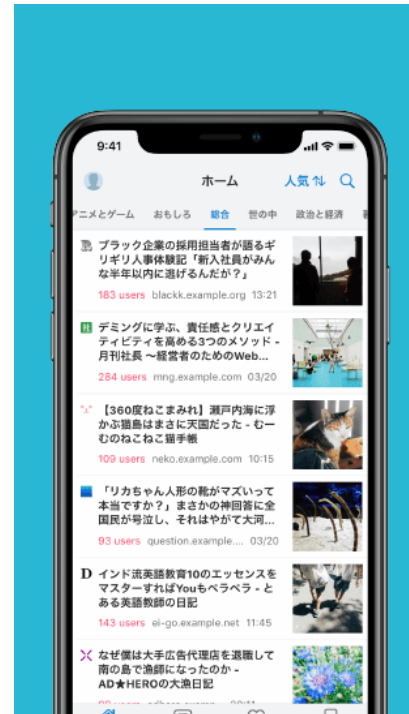 9:41
ホーム
人気
アニメとゲーム おもしろ 総合 世の中 政治と経済
ブラック企業の採用担当者が語るギ
リギリ人事体験記「新入社員がみん
な半年以内に逃げるんだが？」
183 users blackk.example.org 13:21
デミングに学ぶ、責任感とクリエイ
ティビティを高める3つのメソッド -
月刊社長 〜経営者のためのWeb...
284 users mng.example.com 03/20
【360度ねこまみれ】瀬戸内海に浮
かぶ猫島はまさに天国だった - むー
むのねこねこ猫手帳
109 users neko.example.com 10:15
「リカちゃん人形の靴がマズいって
本当ですか？」まさかの神回答に全
国民が号泣し、それはやがて大河...
93 users question.example.... 03/20
D インド流英語教育10のエッセンスを
マスターすればYouもペラペラ - と
ある英語教師の日記
143 users ei-go.example.net 11:45
なぜ僕は大手広告代理店を退職して
南の島で漁師になったのか -
AD★HEROの大漁日記